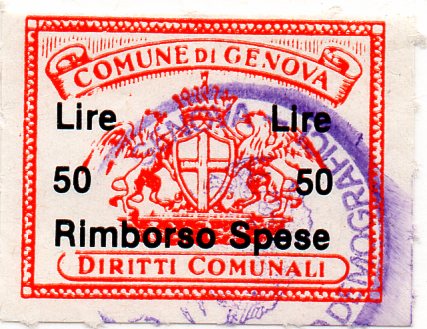 COMUNE DI GENOVA
Lire Lire
50 50
Rimborso Spese
DIRITTI COMUNALI